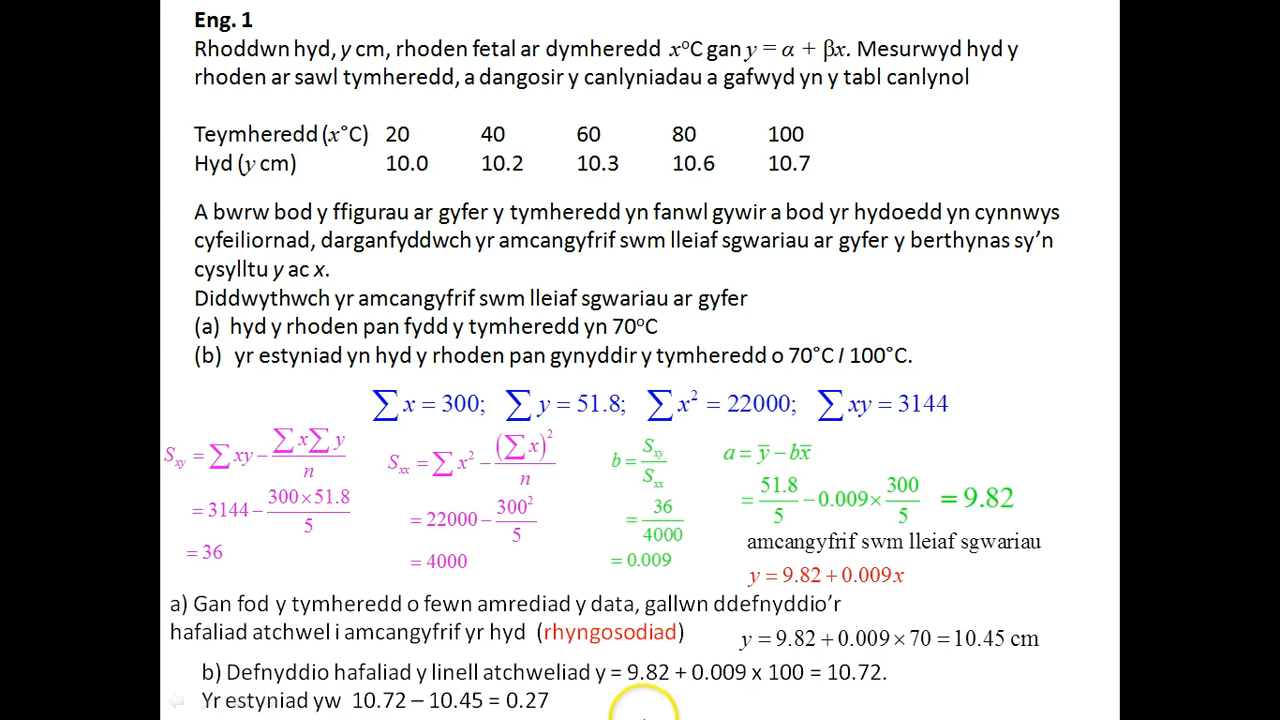 Eng. 1
Rhoddwn hyd, y cm, rhoden fetal ar dymheredd x°C gan y = α + βx. Mesurwyd hyd y
rhoden ar sawl tymheredd, a dangosir y canlyniadau a gafwyd yn y tabl canlynol
Teymheredd (x°C) 20 40 60 80 100
Hyd (y cm) 10.0 10.2 10.3 10.6 10.7
A bwrw bod y ffigurau ar gyfer y tymheredd yn fanwl gywir a bod yr hydoedd yn cynnwys
cyfeiliornad, darganfyddwch yr amcangyfrif swm lleiaf sgwariau ar gyfer y berthynas sy’n
cysylltu y ac x.
Diddwythwch yr amcangyfrif swm lleiaf sgwariau ar gyfer
(a) hyd y rhoden pan fydd y tymheredd yn 70°C
(b) yr estyniad yn hyd y rhoden pan gynyddir y tymheredd o 70°C I 100°C.
∑x = 300; ∑y = 51.8; ∑x² = 22000; ∑xy = 3144
Sxy = ∑xy − (∑x∑y)/n
= 3144 − (300×51.8)/5
= 36
Sxx = ∑x² − (∑x)²/n
= 22000 − 300²/5
= 4000
b = Sxy/Sxx
= 36/4000
= 0.009
a = y̅ − bx̅
= 51.8/5 − 0.009 × 300/5 = 9.82
amcangyfrif swm lleiaf sgwariau
y = 9.82 + 0.009x
a) Gan fod y tymheredd o fewn amrediad y data, gallwn ddefnyddio’r
hafaliad atchwel i amcangyfrif yr hyd (rhyngosodiad) y = 9.82 + 0.009 × 70 = 10.45 cm
b) Defnyddio hafaliad y linell atchweliad y = 9.82 + 0.009 x 100 = 10.72.
Yr estyniad yw 10.72 – 10.45 = 0.27